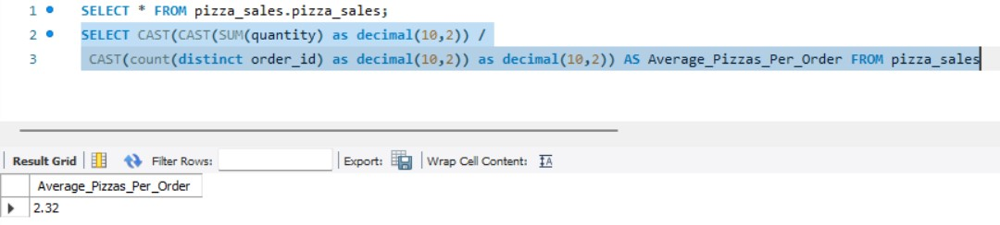 1 SELECT * FROM pizza_sales.pizza_sales;
2 SELECT CAST(CAST(SUM(quantity) as decimal(10,2)) /
3 CAST(count(distinct order_id) as decimal(10,2)) as decimal(10,2)) AS Average_Pizzas_Per_Order FROM pizza_sales
Result Grid Filter Rows: Export: Wrap Cell Content: IA
Average_Pizzas_Per_Order
2.32